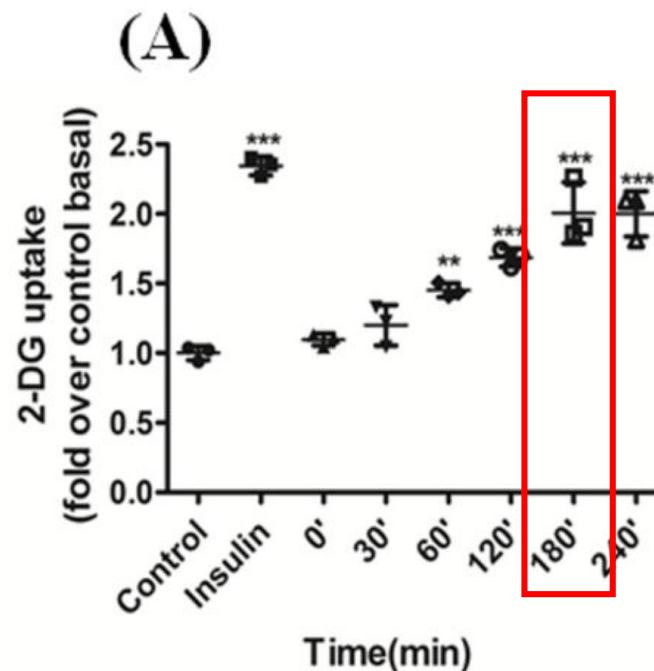 (A)
2-DG uptake
(fold over control basal)
2.5
2.0
1.5
1.0
0.5
0.0
***
**
***
***
***
Control
Insulin
0'
30'
60'
120'
180'
240'
Time(min)